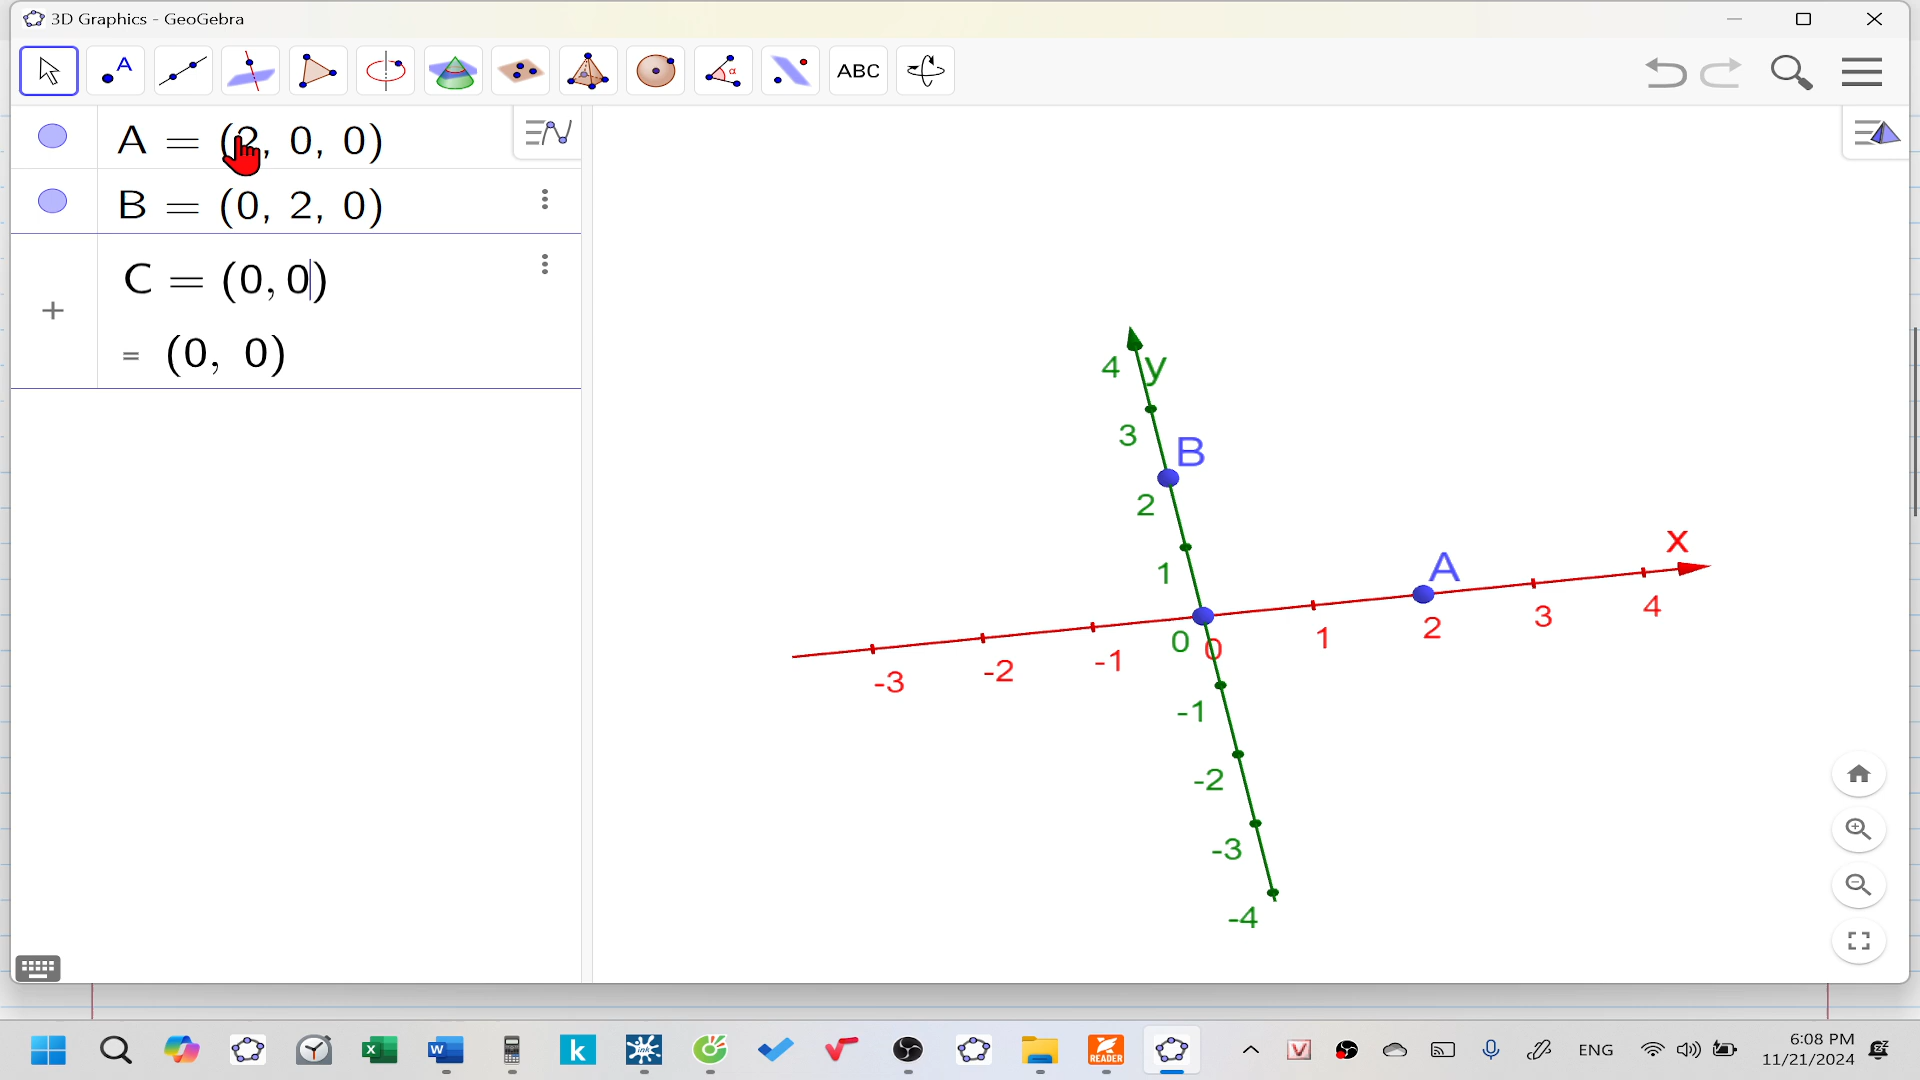 3D Graphics - GeoGebra
A
α
ABC
A = (2, 0, 0)
B = (0, 2, 0)
C = (0, 0)
= (0, 0)
4
y
3
B
2
1
0
0
-1
-2
-3
-4
-3
-2
-1
1
2
3
4
A
x
X
W
k
ink
READER
V
ENG
6:08 PM
11/21/2024